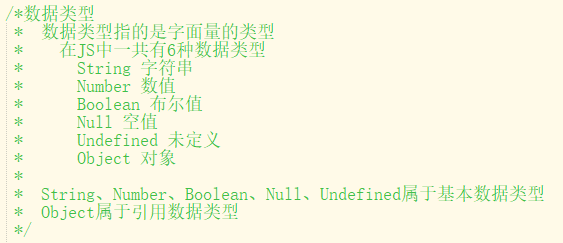 /*数据类型
*  数据类型指的是字面量的类型
*    在JS中一共有6种数据类型
*      String 字符串
*      Number 数值
*      Boolean 布尔值
*      Null 空值
*      Undefined 未定义
*      Object 对象
*
*  String、Number、Boolean、Null、Undefined属于基本数据类型
*  Object属于引用数据类型
*/